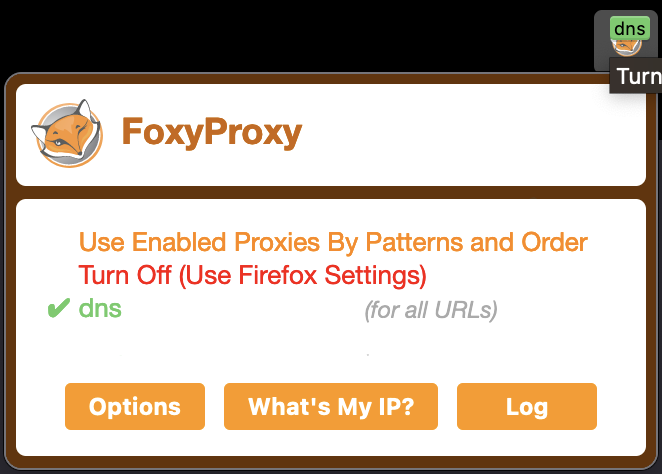 dns
Turn
FoxyProxy
Use Enabled Proxies By Patterns and Order
Turn Off (Use Firefox Settings)
✔ dns (for all URLs)
Options What's My IP? Log